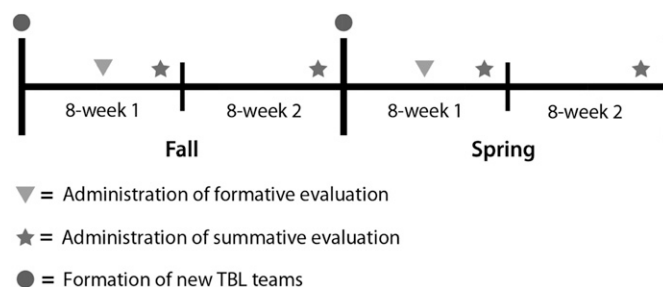 8-week 1 8-week 2 8-week 1 8-week 2
Fall Spring
= Administration of formative evaluation
= Administration of summative evaluation
= Formation of new TBL teams